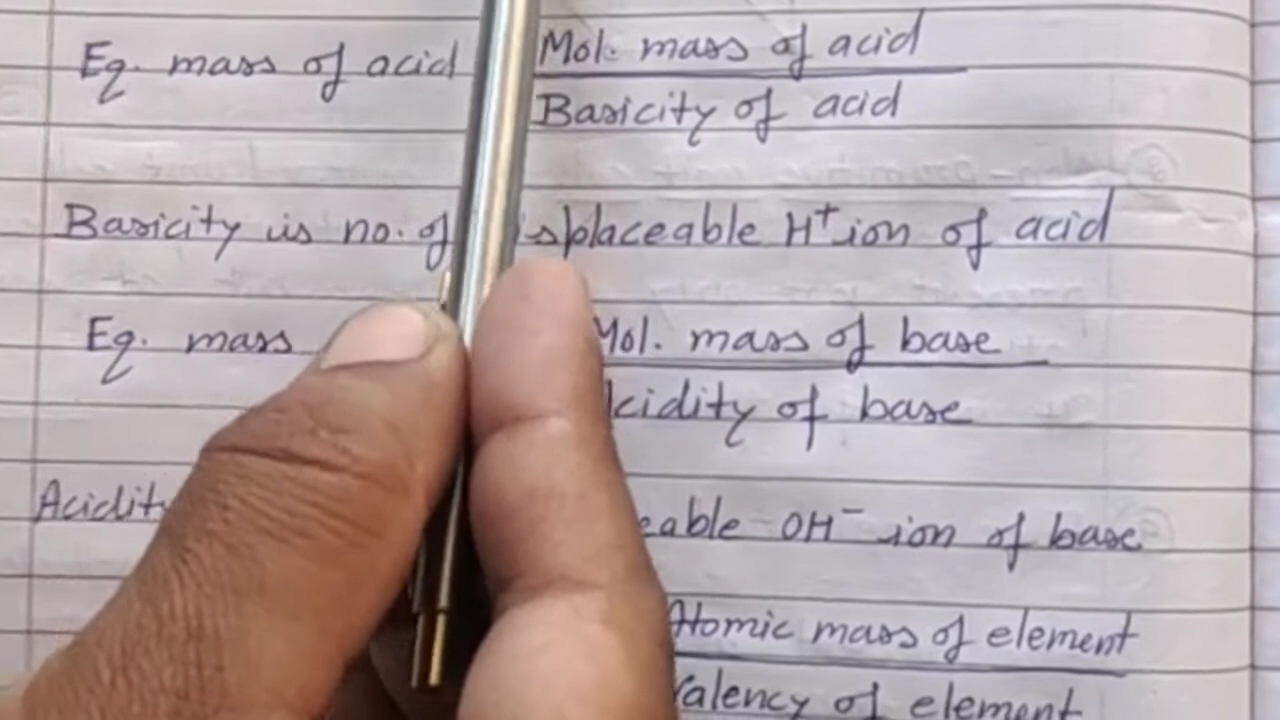 Eq. mass of acid Mol. mass of acid
Basicity of acid
Basicity is no. of isplaceable H⁺ ion of acid
Eq. mass Mol. mass of base
cidity of base
Acidity eable OH⁻ ion of base
Atomic mass of element
Valency of element